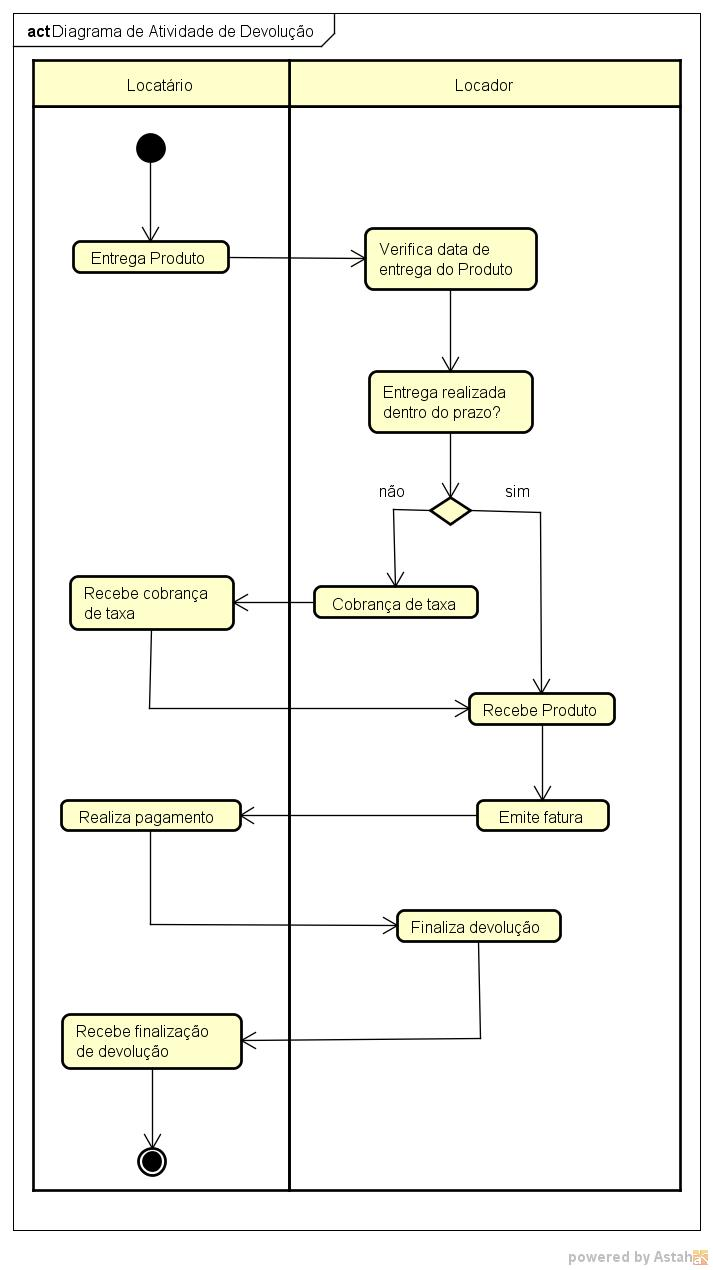 act Diagrama de Atividade de Devolução
Locatário
Locador
Entrega Produto
Verifica data de
entrega do Produto
Entrega realizada
dentro do prazo?
não
sim
Recebe cobrança
de taxa
Cobrança de taxa
Recebe Produto
Realiza pagamento
Emite fatura
Finaliza devolução
Recebe finalização
de devolução
powered by Astah